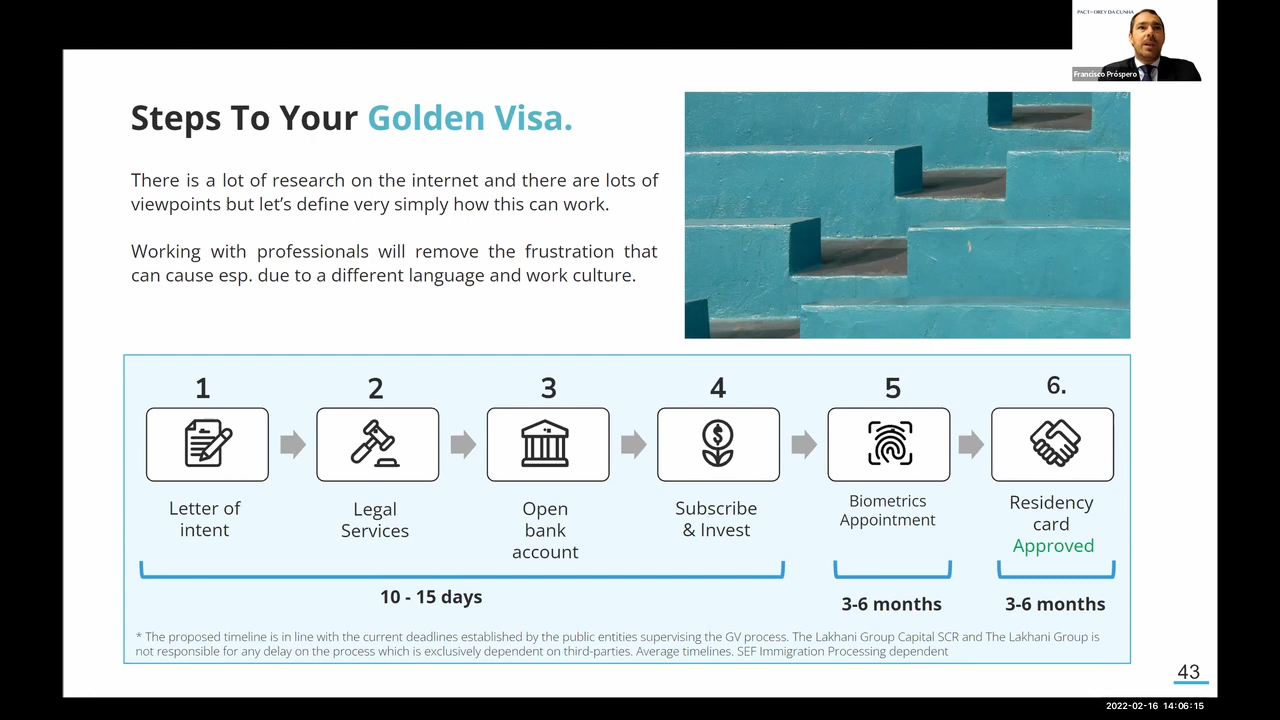 PACT—OREY DA CUNHA
Francisco Próspero
Steps To Your Golden Visa.
There is a lot of research on the internet and there are lots of
viewpoints but let’s define very simply how this can work.
Working with professionals will remove the frustration that
can cause esp. due to a different language and work culture.
1
2
3
4
5
6.
Letter of
intent
Legal
Services
Open
bank
account
Subscribe
& Invest
Biometrics
Appointment
Residency
card
Approved
10 - 15 days
3-6 months
3-6 months
* The proposed timeline is in line with the current deadlines established by the public entities supervising the GV process. The Lakhani Group Capital SCR and The Lakhani Group is
not responsible for any delay on the process which is exclusively dependent on third-parties. Average timelines. SEF Immigration Processing dependent
43
2022-02-16 14:06:15